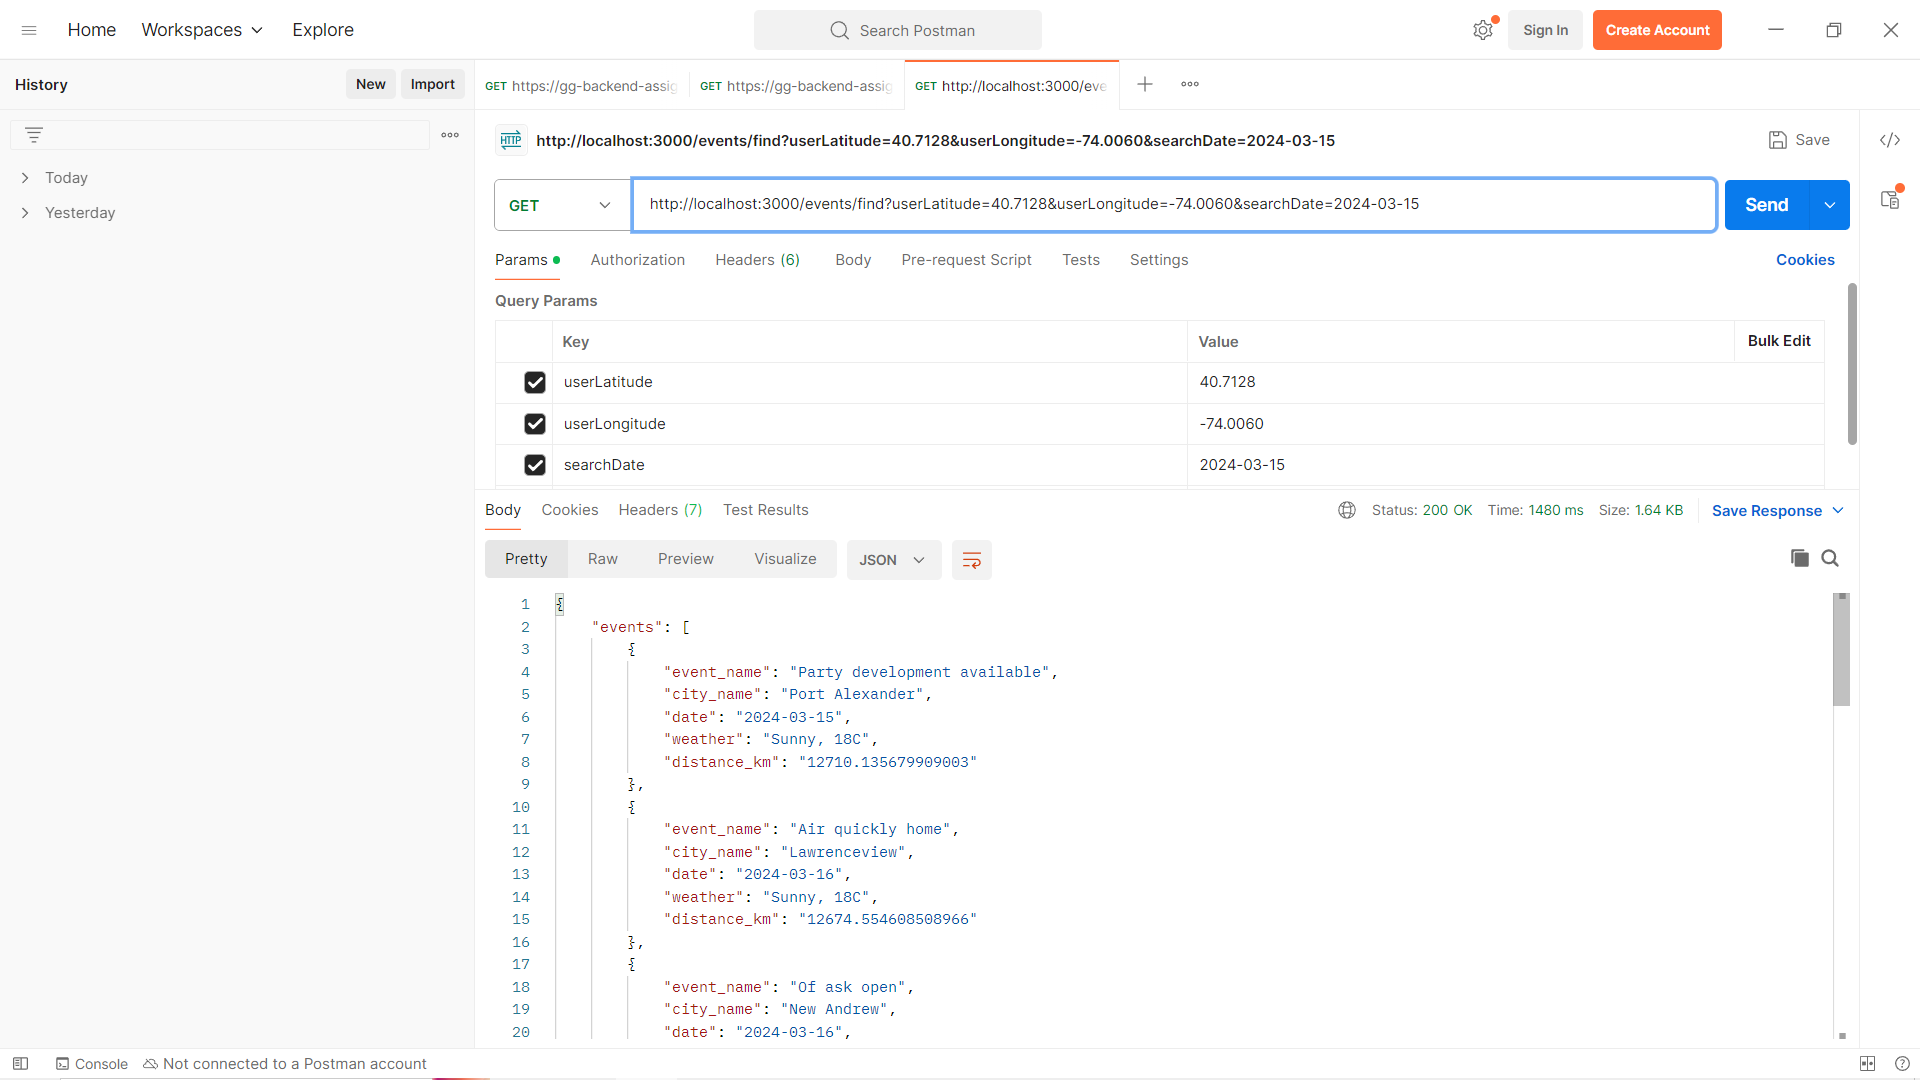 Home Workspaces Explore Search Postman Sign In Create Account
History New Import
GET https://gg-backend-assig GET https://gg-backend-assig GET http://localhost:3000/eve
HTTP http://localhost:3000/events/find?userLatitude=40.7128&userLongitude=-74.0060&searchDate=2024-03-15 Save
Today
Yesterday
GET http://localhost:3000/events/find?userLatitude=40.7128&userLongitude=-74.0060&searchDate=2024-03-15 Send
Params Authorization Headers (6) Body Pre-request Script Tests Settings Cookies
Query Params
Key Value Bulk Edit
userLatitude 40.7128
userLongitude -74.0060
searchDate 2024-03-15
Body Cookies Headers (7) Test Results Status: 200 OK Time: 1480 ms Size: 1.64 KB Save Response
Pretty Raw Preview Visualize JSON
1 {
2 "events": [
3 {
4 "event_name": "Party development available",
5 "city_name": "Port Alexander",
6 "date": "2024-03-15",
7 "weather": "Sunny, 18C",
8 "distance_km": "12710.135679909003"
9 },
10 {
11 "event_name": "Air quickly home",
12 "city_name": "Lawrenceview",
13 "date": "2024-03-16",
14 "weather": "Sunny, 18C",
15 "distance_km": "12674.554608508966"
16 },
17 {
18 "event_name": "Of ask open",
19 "city_name": "New Andrew",
20 "date": "2024-03-16",
Console Not connected to a Postman account